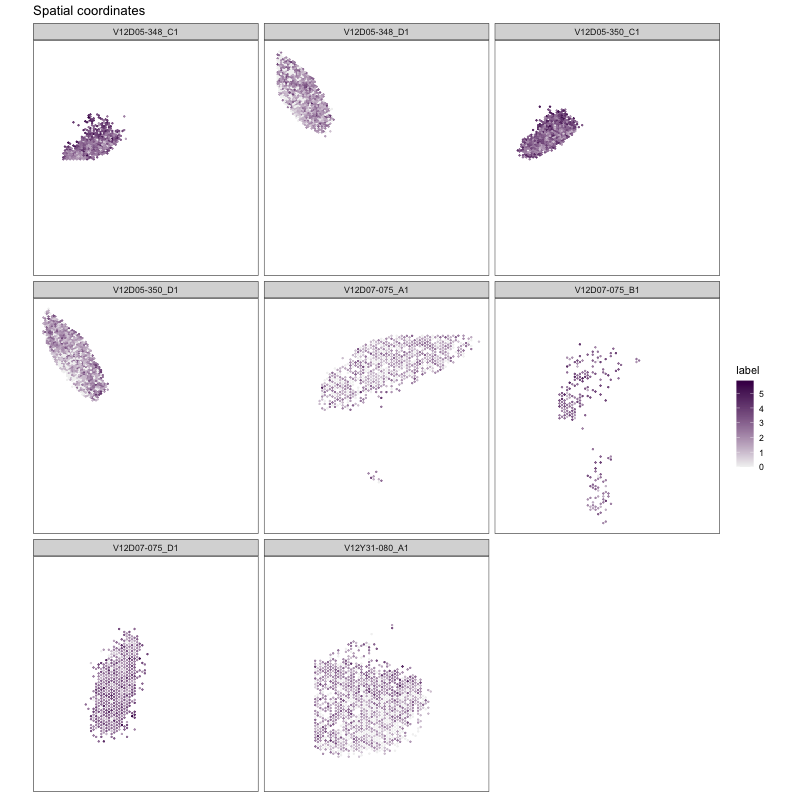 Spatial coordinates
V12D05-348_C1
V12D05-348_D1
V12D05-350_C1
V12D05-350_D1
V12D07-075_A1
V12D07-075_B1
label
5
4
3
2
1
0
V12D07-075_D1
V12Y31-080_A1